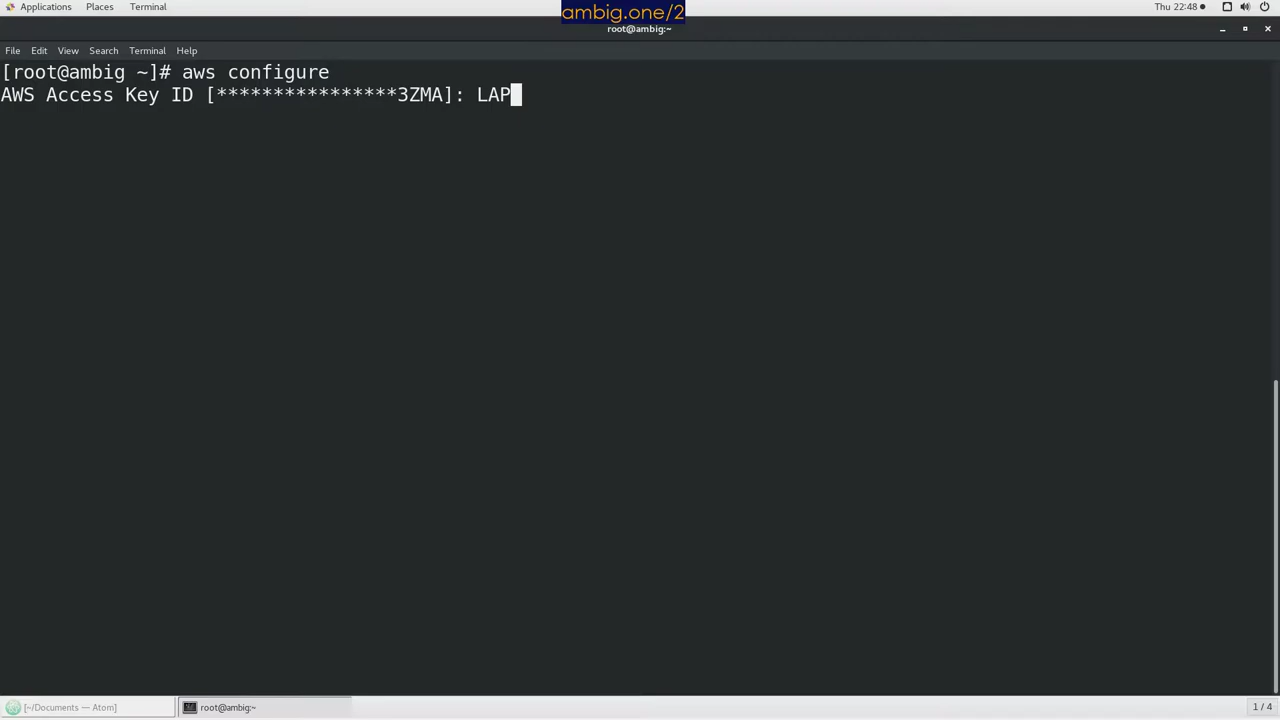 Applications Places Terminal ambig.one/2 Thu 22:48
root@ambig:~
File Edit View Search Terminal Help
[root@ambig ~]# aws configure
AWS Access Key ID [****************3ZMA]: LAP
[~/Documents — Atom] root@ambig:~ 1 / 4